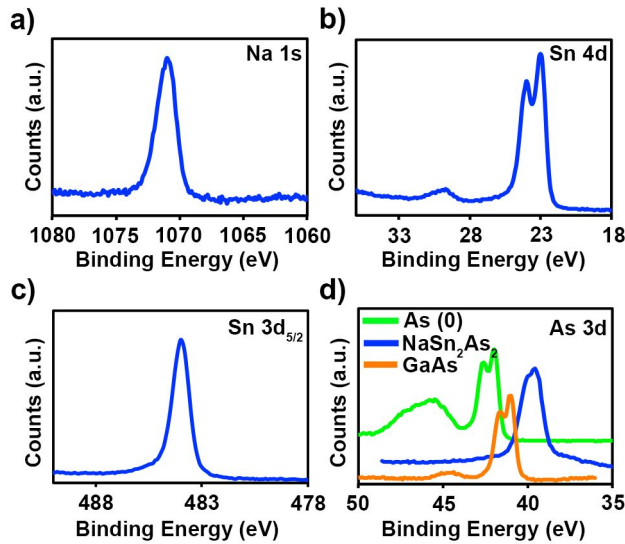 a)
Na 1s
Counts (a.u.)
1080 1075 1070 1065 1060
Binding Energy (eV)
b)
Sn 4d
Counts (a.u.)
33 28 23 18
Binding Energy (eV)
c)
Sn 3d5/2
Counts (a.u.)
488 483 478
Binding Energy (eV)
d)
As (0)
NaSn2As2
GaAs
As 3d
Counts (a.u.)
50 45 40 35
Binding Energy (eV)